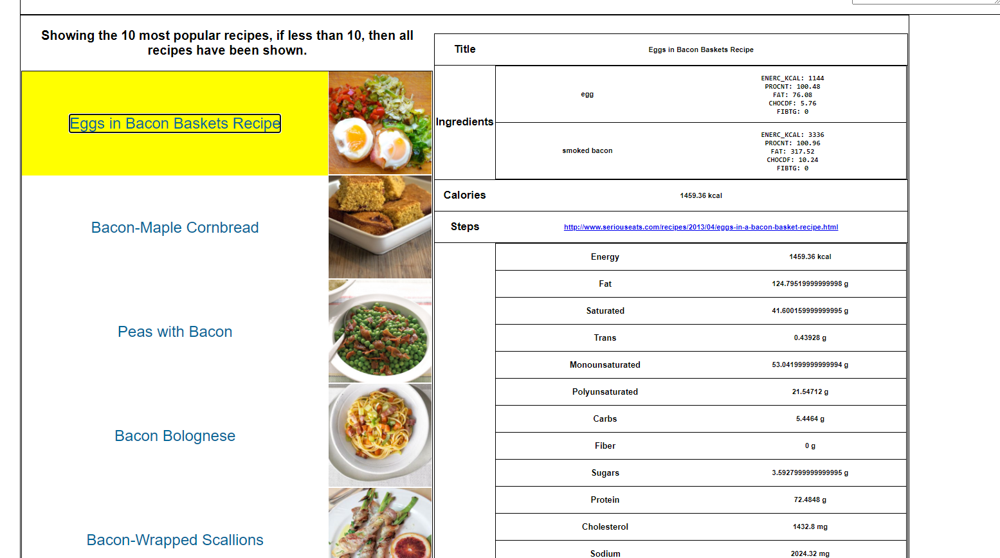 Showing the 10 most popular recipes, if less than 10, then all
recipes have been shown.
Eggs in Bacon Baskets Recipe
Bacon-Maple Cornbread
Peas with Bacon
Bacon Bolognese
Bacon-Wrapped Scallions
Title Eggs in Bacon Baskets Recipe
Ingredients
egg
ENERC_KCAL: 1144
PROCNT: 100.48
FAT: 76.08
CHOCDF: 5.76
FIBTG: 0
smoked bacon
ENERC_KCAL: 3336
PROCNT: 100.96
FAT: 317.52
CHOCDF: 10.24
FIBTG: 0
Calories 1459.36 kcal
Steps http://www.seriouseats.com/recipes/2013/04/eggs-in-a-bacon-basket-recipe.html
Energy 1459.36 kcal
Fat 124.79519999999998 g
Saturated 41.600159999999995 g
Trans 0.43928 g
Monounsaturated 53.041999999999994 g
Polyunsaturated 21.54712 g
Carbs 5.4464 g
Fiber 0 g
Sugars 3.5927999999999995 g
Protein 72.4848 g
Cholesterol 1432.8 mg
Sodium 2024.32 mg